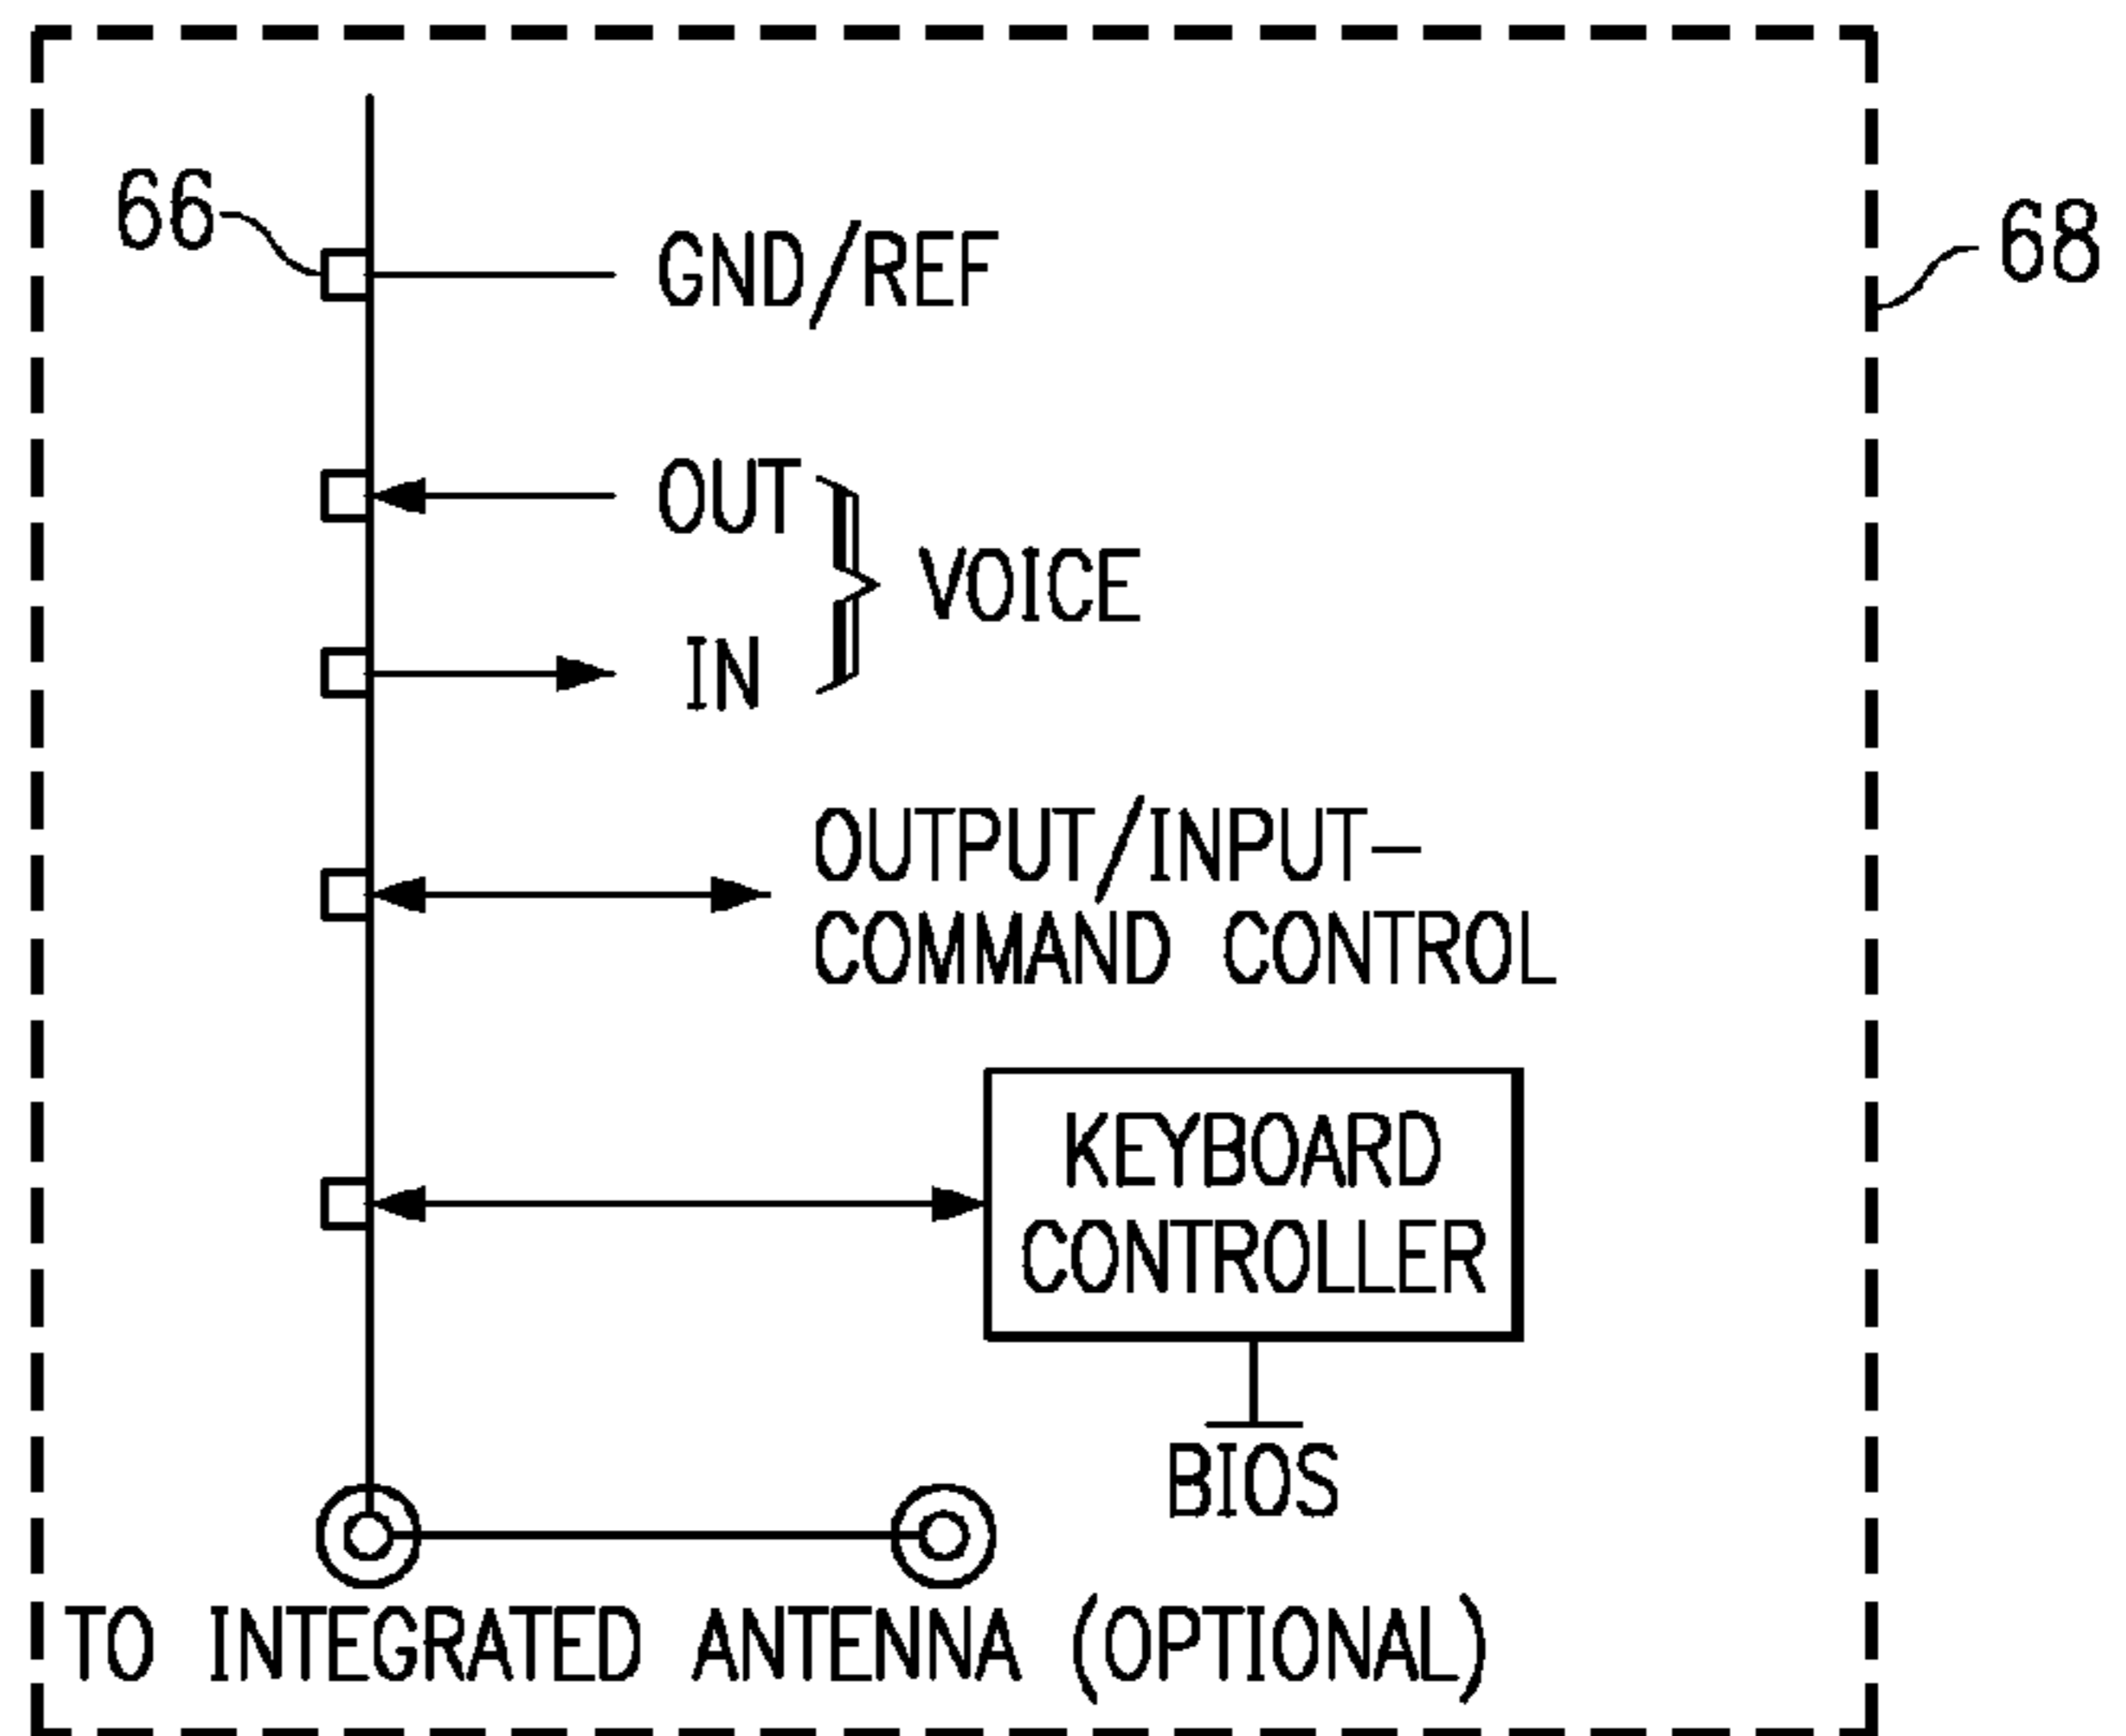 66
68
GND/REF
OUT
VOICE
IN
OUTPUT/INPUT–
COMMAND CONTROL
KEYBOARD
CONTROLLER
BIOS
TO INTEGRATED ANTENNA (OPTIONAL)